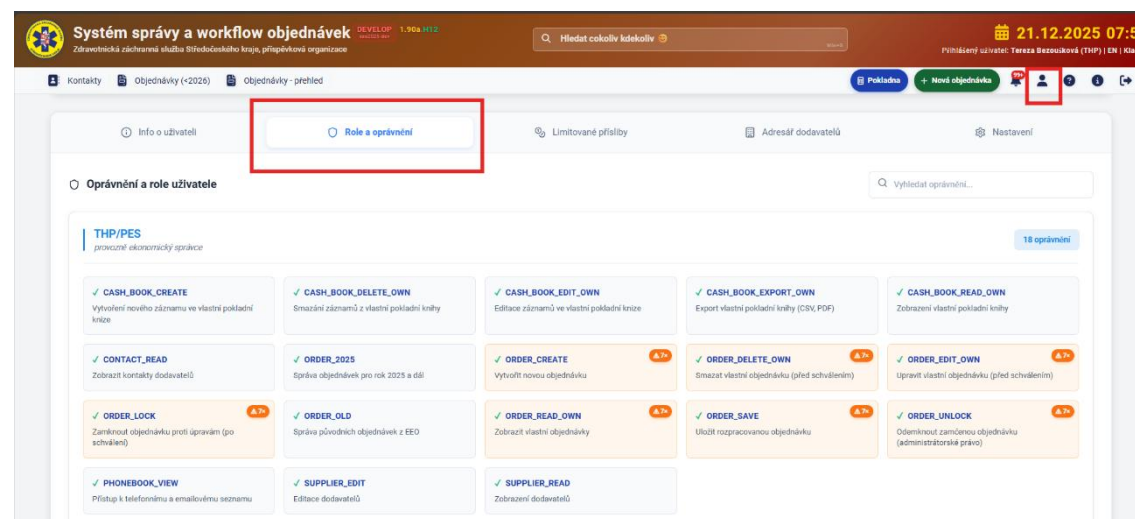 Systém správy a workflow objednávek DEVELOP 1.90a H12
Zdravotnická záchranná služba Středočeského kraje, příspěvková organizace
Hledat cokoliv kdekoliv
21.12.2025 07:5
Přihlášený uživatel: Tereza Bezoušková (THP) | EN | Kla
Kontakty Objednávky (<2026) Objednávky - přehled
Pokladna + Nová objednávka 99+
Info o uživateli Role a oprávnění Limitované přísliby Adresář dodavatelů Nastavení
Oprávnění a role uživatele
Vyhledat oprávnění...
THP/PES
provozně ekonomický správce
18 oprávnění
✓ CASH_BOOK_CREATE
Vytvoření nového záznamu ve vlastní pokladní
knize
✓ CASH_BOOK_DELETE_OWN
Smazání záznamů z vlastní pokladní knihy
✓ CASH_BOOK_EDIT_OWN
Editace záznamů ve vlastní pokladní knize
✓ CASH_BOOK_EXPORT_OWN
Export vlastní pokladní knihy (CSV, PDF)
✓ CASH_BOOK_READ_OWN
Zobrazení vlastní pokladní knihy
✓ CONTACT_READ
Zobrazit kontakty dodavatelů
✓ ORDER_2025
Správa objednávek pro rok 2025 a dál
✓ ORDER_CREATE 7×
Vytvořit novou objednávku
✓ ORDER_DELETE_OWN 7×
Smazat vlastní objednávku (před schválením)
✓ ORDER_EDIT_OWN 7×
Upravit vlastní objednávku (před schválením)
✓ ORDER_LOCK 7×
Zamknout objednávku proti úpravám (po
schválení)
✓ ORDER_OLD
Správa původních objednávek z EEO
✓ ORDER_READ_OWN 7×
Zobrazit vlastní objednávky
✓ ORDER_SAVE 7×
Uložit rozpracovanou objednávku
✓ ORDER_UNLOCK 7×
Odemknout zamčenou objednávku
(administrátorské právo)
✓ PHONEBOOK_VIEW
Přístup k telefonnímu a emailovému seznamu
✓ SUPPLIER_EDIT
Editace dodavatelů
✓ SUPPLIER_READ
Zobrazení dodavatelů